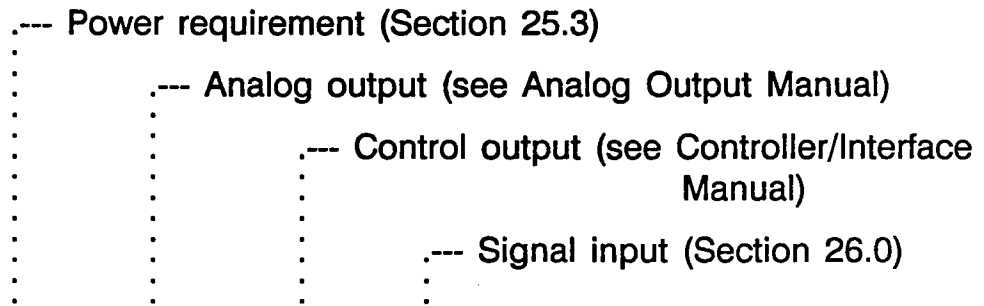 .--- Power requirement (Section 25.3)
.--- Analog output (see Analog Output Manual)
.--- Control output (see Controller/Interface
Manual)
.--- Signal input (Section 26.0)